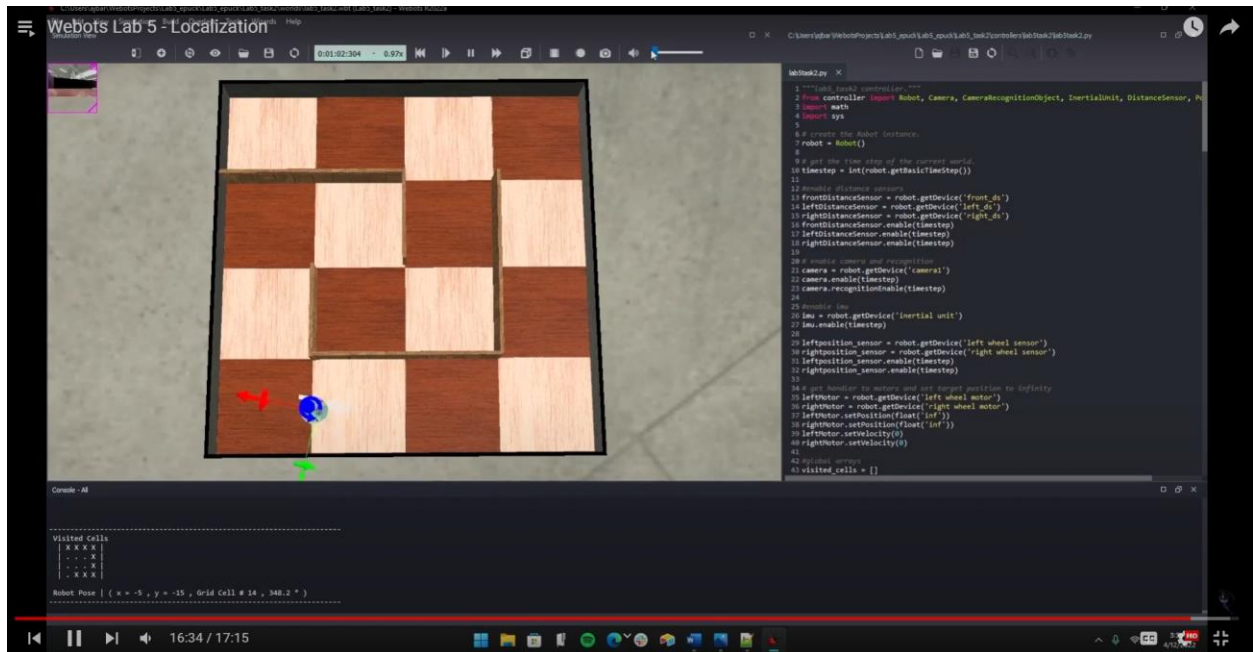 Webots Lab 5 - Localization
Help
Simulation View
0:01:02:304 - 0.97x
lab5task2.py ×
1 """lab5_task2 controller."""
2 from controller import Robot, Camera, CameraRecognitionObject, InertialUnit, DistanceSensor, Po
3 import math
4 import sys
5
6 # create the Robot instance.
7 robot = Robot()
8
9 # get the time step of the current world.
10 timestep = int(robot.getBasicTimeStep())
11
12 #enable distance sensors
13 frontDistanceSensor = robot.getDevice('front_ds')
14 leftDistanceSensor = robot.getDevice('left_ds')
15 rightDistanceSensor = robot.getDevice('right_ds')
16 frontDistanceSensor.enable(timestep)
17 leftDistanceSensor.enable(timestep)
18 rightDistanceSensor.enable(timestep)
19
20 # enable camera and recognition
21 camera = robot.getDevice('camera1')
22 camera.enable(timestep)
23 camera.recognitionEnable(timestep)
24
25 #enable imu
26 imu = robot.getDevice('inertial unit')
27 imu.enable(timestep)
28
29 leftposition_sensor = robot.getDevice('left wheel sensor')
30 rightposition_sensor = robot.getDevice('right wheel sensor')
31 leftposition_sensor.enable(timestep)
32 rightposition_sensor.enable(timestep)
33
34 # get handler to motors and set target position to infinity
35 leftMotor = robot.getDevice('left wheel motor')
36 rightMotor = robot.getDevice('right wheel motor')
37 leftMotor.setPosition(float('inf'))
38 rightMotor.setPosition(float('inf'))
39 leftMotor.setVelocity(0)
40 rightMotor.setVelocity(0)
41
42 #global arrays
43 visited_cells = []
Console - All
--------------------------------------------------------------------
Visited Cells
| X X X X |
| . . . X |
| . . . X |
| . X X X |
Robot Pose | ( x = -5 , y = -15 , Grid Cell # 14 , 348.2 ° )
--------------------------------------------------------------------
16:34 / 17:15
CC
HD